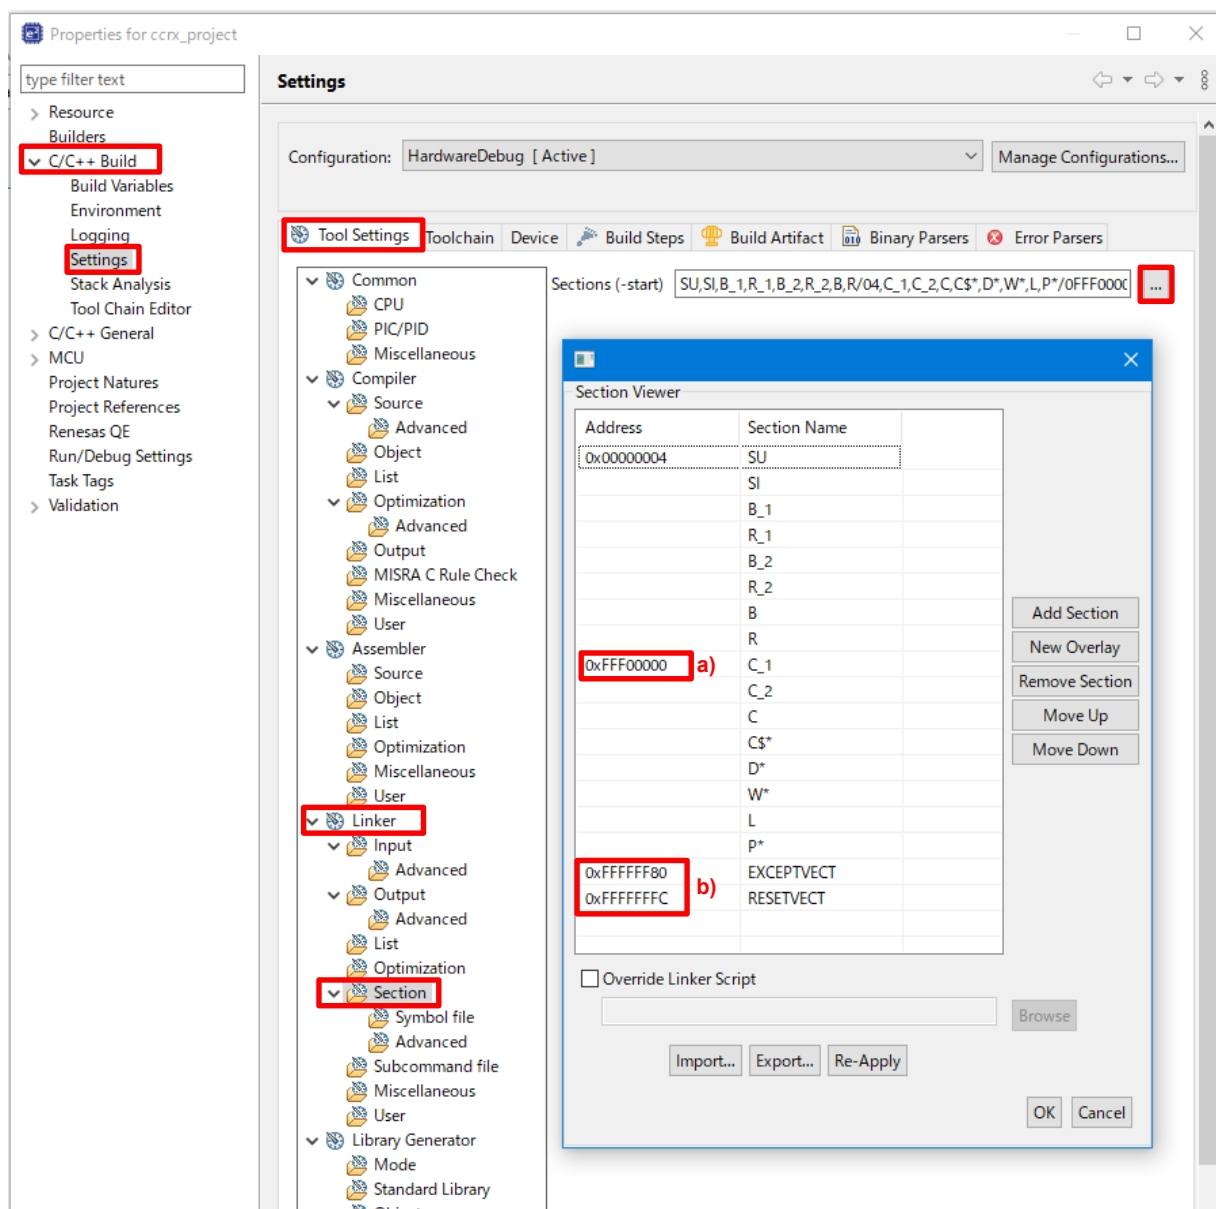 Properties for ccrx_project
type filter text
Resource
Builders
C/C++ Build
Build Variables
Environment
Logging
Settings
Stack Analysis
Tool Chain Editor
C/C++ General
MCU
Project Natures
Project References
Renesas QE
Run/Debug Settings
Task Tags
Validation
Settings
Configuration:
HardwareDebug [ Active ]
Manage Configurations...
Tool Settings
Toolchain
Device
Build Steps
Build Artifact
Binary Parsers
Error Parsers
Common
CPU
PIC/PID
Miscellaneous
Compiler
Source
Advanced
Object
List
Optimization
Advanced
Output
MISRA C Rule Check
Miscellaneous
User
Assembler
Source
Object
List
Optimization
Miscellaneous
User
Linker
Input
Advanced
Output
Advanced
List
Optimization
Section
Symbol file
Advanced
Subcommand file
Miscellaneous
User
Library Generator
Mode
Standard Library
Sections (-start)
SU,SI,B_1,R_1,B_2,R_2,B,R/04,C_1,C_2,C,C$*,D*,W*,L,P*/0FFF000
...
Section Viewer
Address Section Name
0x00000004 SU
SI
B_1
R_1
B_2
R_2
B
R
0xFFF00000 a) C_1
C_2
C
C$*
D*
W*
L
P*
0xFFFFFF80 EXCEPTVECT
b)
0xFFFFFFFC RESETVECT
Add Section
New Overlay
Remove Section
Move Up
Move Down
Override Linker Script
Browse
Import...
Export...
Re-Apply
OK
Cancel